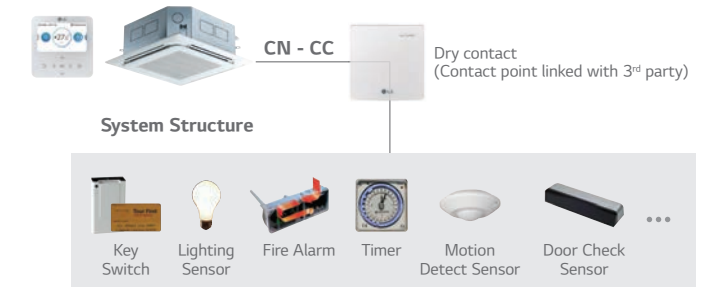 CN - CC
Dry contact
(Contact point linked with 3rd party)
System Structure
Key
Switch
Lighting
Sensor
Fire Alarm
Timer
Motion
Detect Sensor
Door Check
Sensor
LG